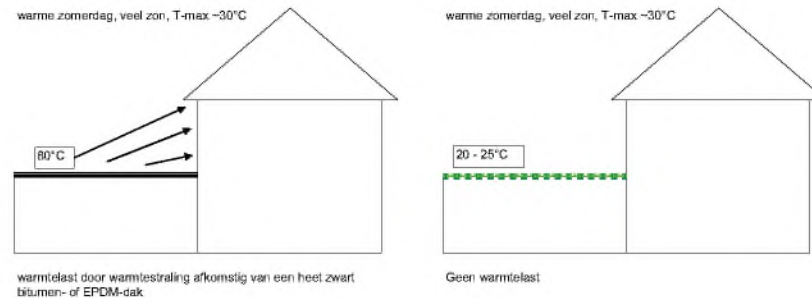 warme zomerdag, veel zon, T-max ~30°C
80°C
warmtelast door warmtestraling afkomstig van een heet zwart
bitumen- of EPDM-dak
warme zomerdag, veel zon, T-max ~30°C
20 - 25°C
Geen warmtelast